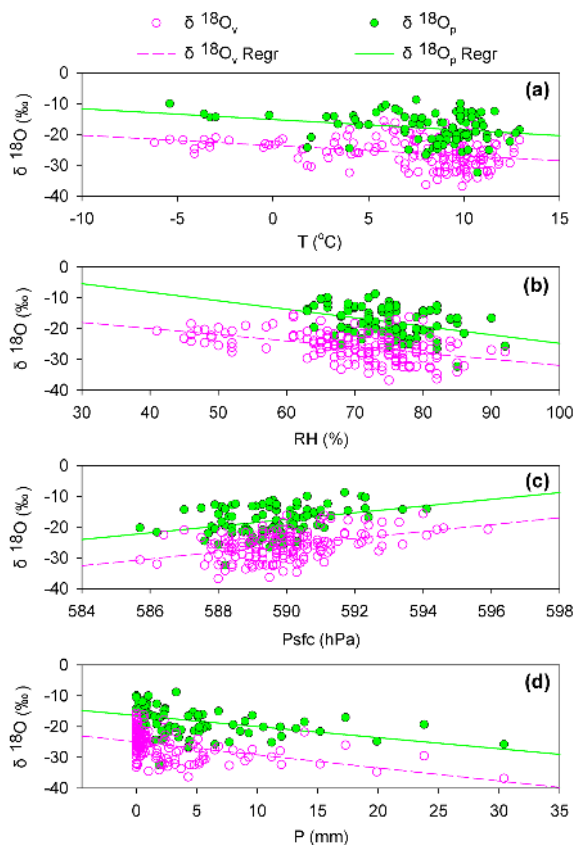 δ 18Ov δ 18Op
δ 18Ov Regr δ 18Op Regr
0
-10
-20
-30
-40
δ 18O (‰)
(a)
-10 -5 0 5 10 15
T (oC)
0
-10
-20
-30
-40
δ 18O (‰)
(b)
30 40 50 60 70 80 90 100
RH (%)
0
-10
-20
-30
-40
δ 18O (‰)
(c)
584 586 588 590 592 594 596 598
Psfc (hPa)
0
-10
-20
-30
-40
δ 18O (‰)
(d)
0 5 10 15 20 25 30 35
P (mm)